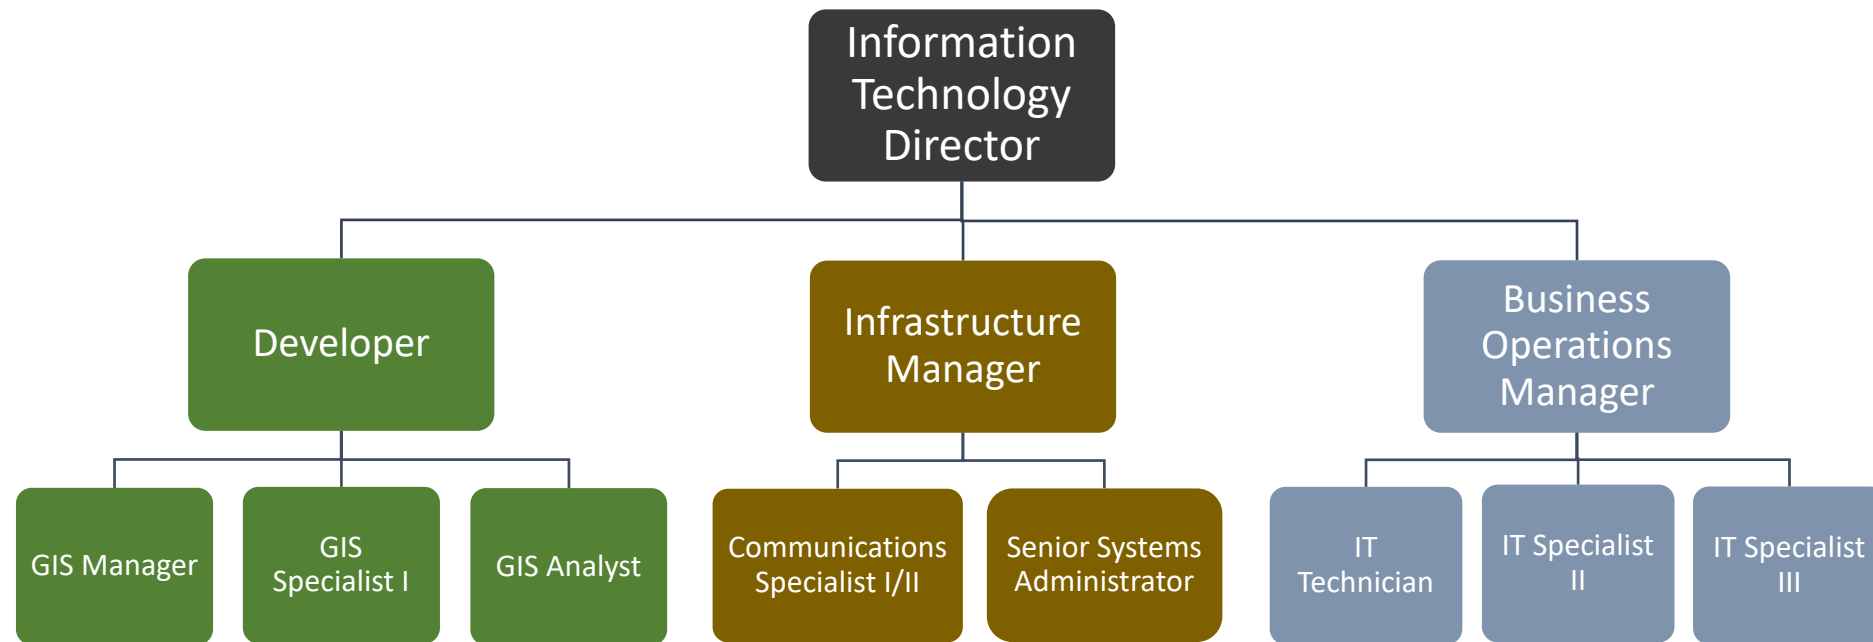 Information
Technology
Director
Developer
Infrastructure
Manager
Business
Operations
Manager
GIS Manager
GIS
Specialist I
GIS Analyst
Communications
Specialist I/II
Senior Systems
Administrator
IT
Technician
IT Specialist
II
IT Specialist
III